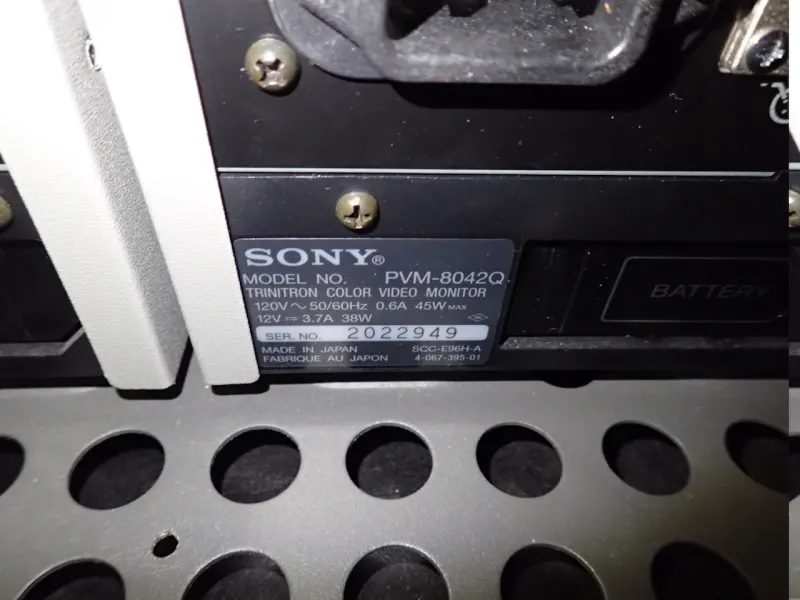 SONY®
MODEL NO. PVM-8042Q
TRINITRON COLOR VIDEO MONITOR
120V～50/60Hz 0.6A 45W MAX
12V ⎓ 3.7A 38W
SER. NO. 2022949
MADE IN JAPAN SCC-E96H-A
FABRIQUE AU JAPON 4-067-395-01
BATTERY